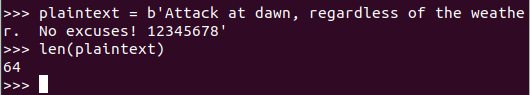 >>> plaintext = b'Attack at dawn, regardless of the weathe
r.  No excuses! 12345678'
>>> len(plaintext)
64
>>>